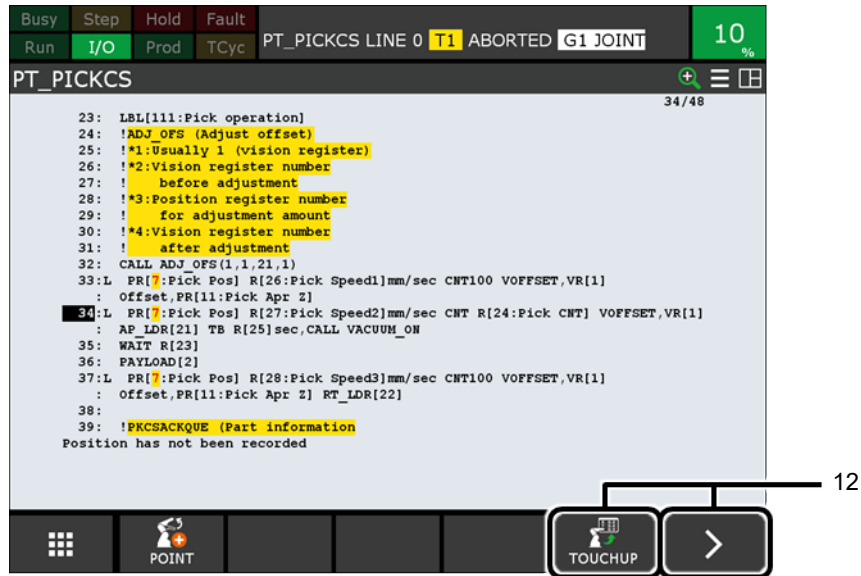 Busy Step Hold Fault
Run I/O Prod TCyc
PT_PICKCS LINE 0 T1 ABORTED G1 JOINT
10
%
PT_PICKCS
34/48
23: LBL[111:Pick operation]
24: !ADJ_OFS (Adjust offset)
25: !*1:Usually 1 (vision register)
26: !*2:Vision register number
27: ! before adjustment
28: !*3:Position register number
29: ! for adjustment amount
30: !*4:Vision register number
31: ! after adjustment
32: CALL ADJ_OFS(1,1,21,1)
33:L PR[7:Pick Pos] R[26:Pick Speed1]mm/sec CNT100 VOFFSET,VR[1]
: Offset,PR[11:Pick Apr Z]
34:L PR[7:Pick Pos] R[27:Pick Speed2]mm/sec CNT R[24:Pick CNT] VOFFSET,VR[1]
: AP_LDR[21] TB R[25]sec,CALL VACUUM_ON
35: WAIT R[23]
36: PAYLOAD[2]
37:L PR[7:Pick Pos] R[28:Pick Speed3]mm/sec CNT100 VOFFSET,VR[1]
: Offset,PR[11:Pick Apr Z] RT_LDR[22]
38:
39: !PKCSACKQUE (Part information
Position has not been recorded
12
POINT
TOUCHUP